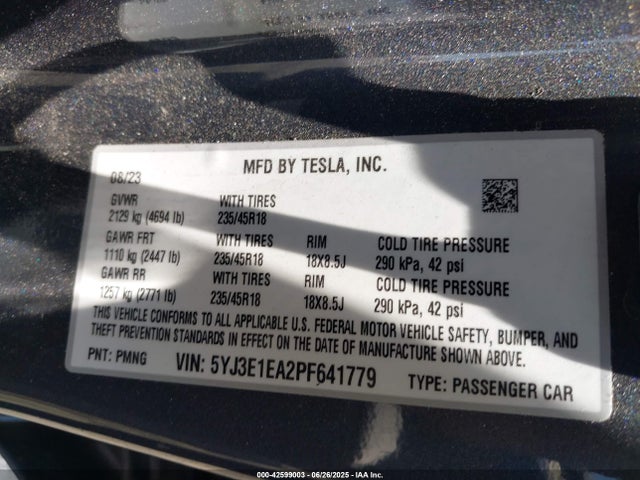 08/23 MFD BY TESLA, INC.
GVWR WITH TIRES
2129 kg (4694 lb) 235/45R18
GAWR FRT WITH TIRES RIM COLD TIRE PRESSURE
1110 kg (2447 lb) 235/45R18 18X8.5J 290 kPa, 42 psi
GAWR RR WITH TIRES RIM COLD TIRE PRESSURE
1257 kg (2771 lb) 235/45R18 18X8.5J 290 kPa, 42 psi
THIS VEHICLE CONFORMS TO ALL APPLICABLE U.S. FEDERAL MOTOR VEHICLE SAFETY, BUMPER, AND
THEFT PREVENTION STANDARDS IN EFFECT ON THE DATE OF MANUFACTURE SHOWN ABOVE.
PNT: PMNG VIN: 5YJ3E1EA2PF641779 TYPE: PASSENGER CAR
000-42599003 - 06/26/2025 - IAA Inc.